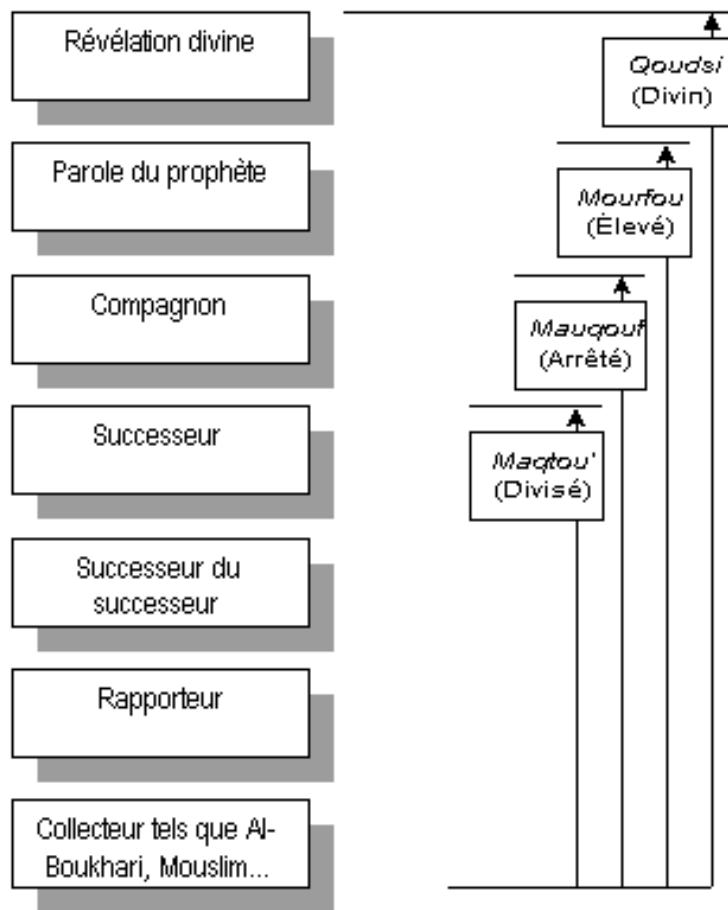 Révélation divine
Qoudsi
(Divin)
Parole du prophète
Mourfou
(Élevé)
Compagnon
Mauqouf
(Arrêté)
Successeur
Maqtou'
(Divisé)
Successeur du
successeur
Rapporteur
Collecteur tels que Al-
Boukhari, Mouslim...